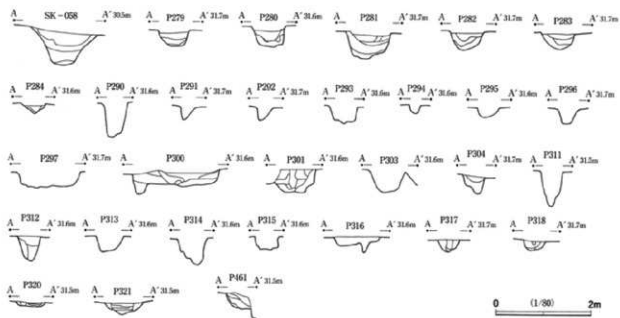 A SK-058 A' 30.5m A P279 A' 31.7m A P280 A' 31.6m A P281 A' 31.7m A P282 A' 31.7m A P283 A' 31.7m
A P284 A' 31.6m A P290 A' 31.6m A P291 A' 31.7m A P292 A' 31.7m A P293 A' 31.6m A P294 A' 31.6m A P295 A' 31.6m A P296 A' 31.7m
A P297 A' 31.7m A P300 A' 31.6m A P301 A' 31.6m A P303 A' 31.6m A P304 A' 31.7m A P311 A' 31.5m
A P312 A' 31.6m A P313 A' 31.6m A P314 A' 31.6m A P315 A' 31.6m A P316 A' 31.6m A P317 A' 31.7m A P318 A' 31.7m
A P320 A' 31.5m A P321 A' 31.5m A P461 A' 31.5m
0 (1/80) 2m